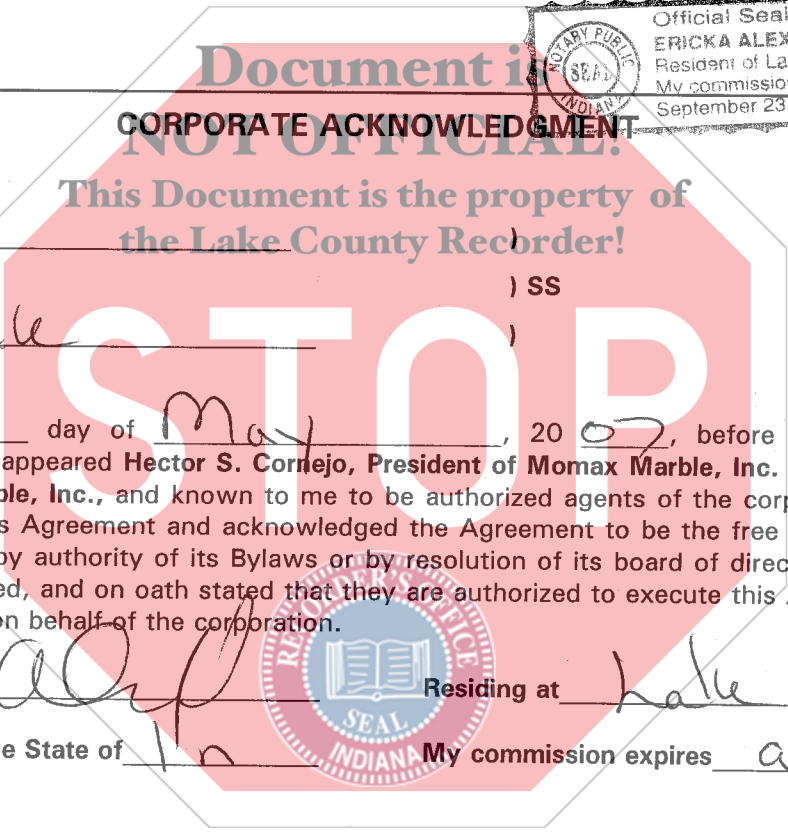 Official Seal
ERICKA ALEX
Resident of La
My commissio
September 23
NOTARY PUBLIC
SEAL
INDIANA
Document is
NOT OFFICIAL!
This Document is the property of
the Lake County Recorder!
CORPORATE ACKNOWLEDGMENT
)
) SS
)
STOP
day of May, 20 07, before
appeared Hector S. Cornejo, President of Momax Marble, Inc.
ble, Inc., and known to me to be authorized agents of the corp
s Agreement and acknowledged the Agreement to be the free
by authority of its Bylaws or by resolution of its board of direc
ed, and on oath stated that they are authorized to execute this
on behalf of the corporation.
RECORDER'S OFFICE
SEAL
INDIANA
Residing at Lake
e State of In My commission expires